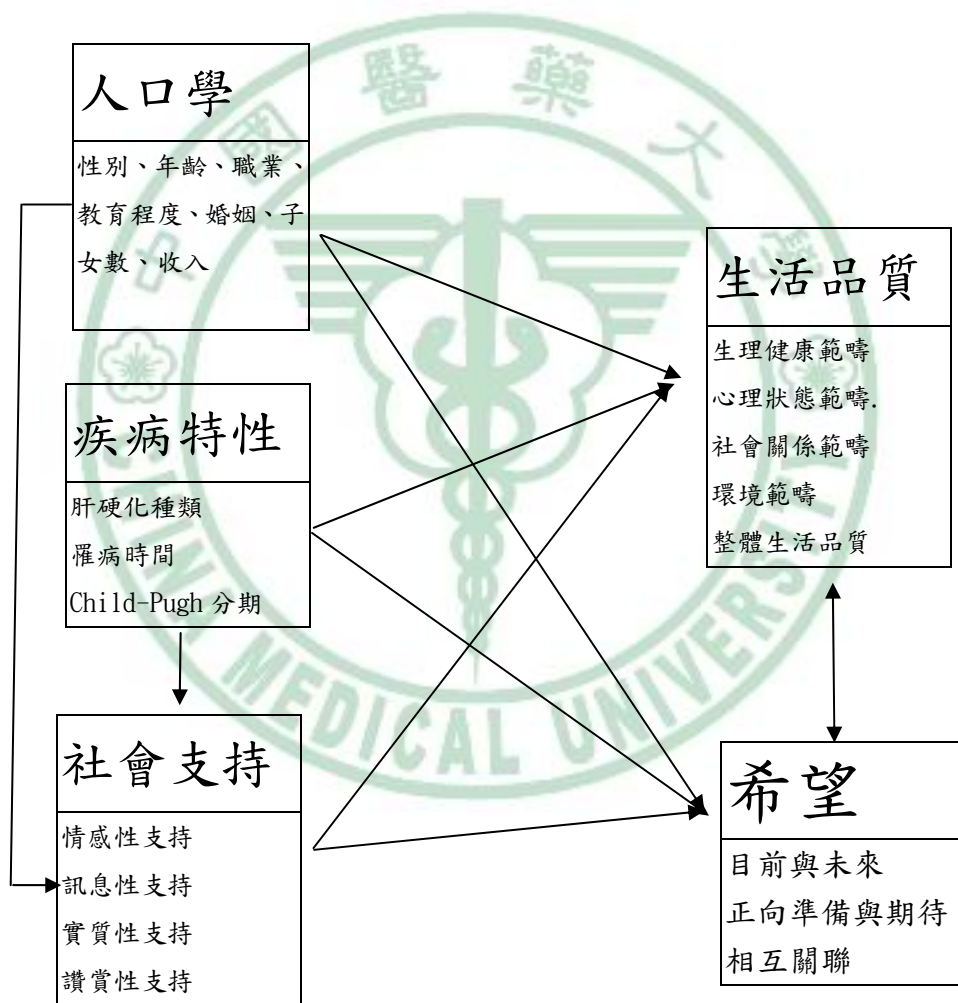 中國醫藥大學
CHINA MEDICAL UNIVERSITY
人口學
性別、年齡、職業、
教育程度、婚姻、子
女數、收入
疾病特性
肝硬化種類
罹病時間
Child-Pugh 分期
社會支持
情感性支持
訊息性支持
實質性支持
讚賞性支持
生活品質
生理健康範疇
心理狀態範疇.
社會關係範疇
環境範疇
整體生活品質
希望
目前與未來
正向準備與期待
相互關聯